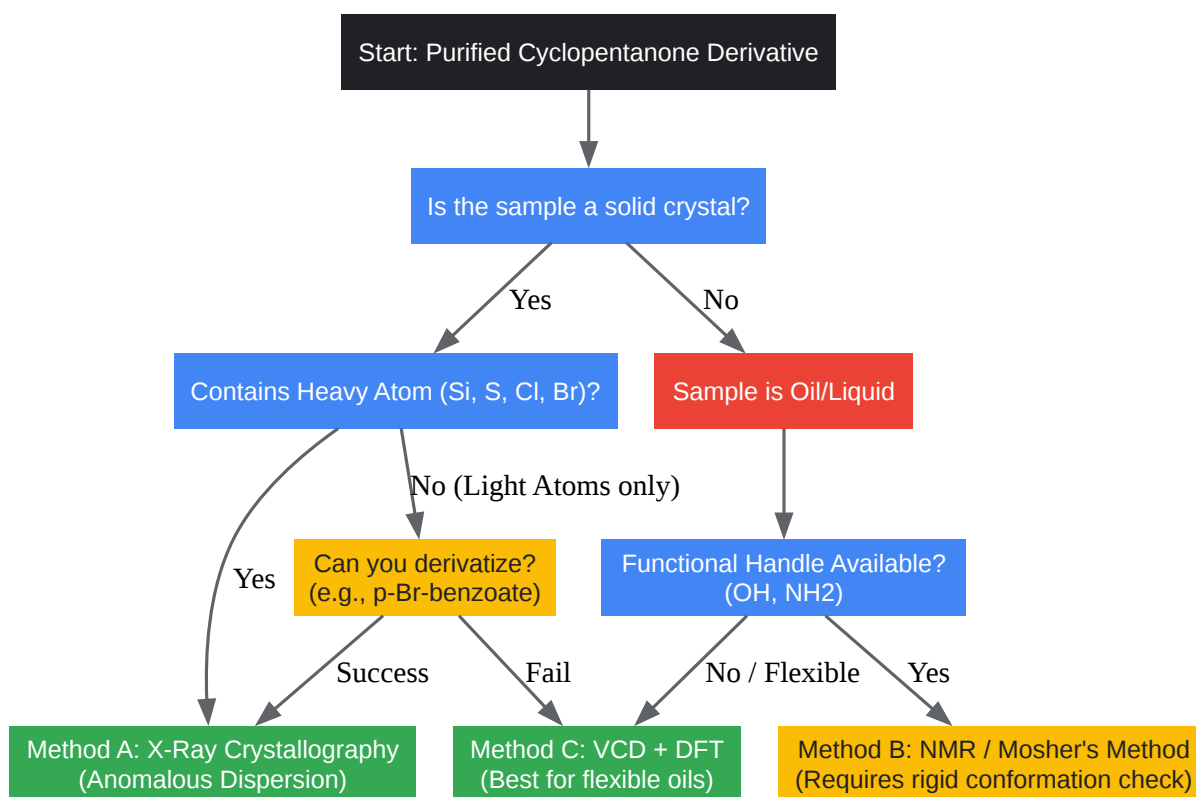 Start: Purified Cyclopentanone Derivative
Is the sample a solid crystal?
Yes
No
Contains Heavy Atom (Si, S, Cl, Br)?
Sample is Oil/Liquid
No (Light Atoms only)
Can you derivatize?
(e.g., p-Br-benzoate)
Functional Handle Available?
(OH, NH2)
Yes
Success
Fail
No / Flexible
Yes
Method A: X-Ray Crystallography
(Anomalous Dispersion)
Method C: VCD + DFT
(Best for flexible oils)
Method B: NMR / Mosher's Method
(Requires rigid conformation check)